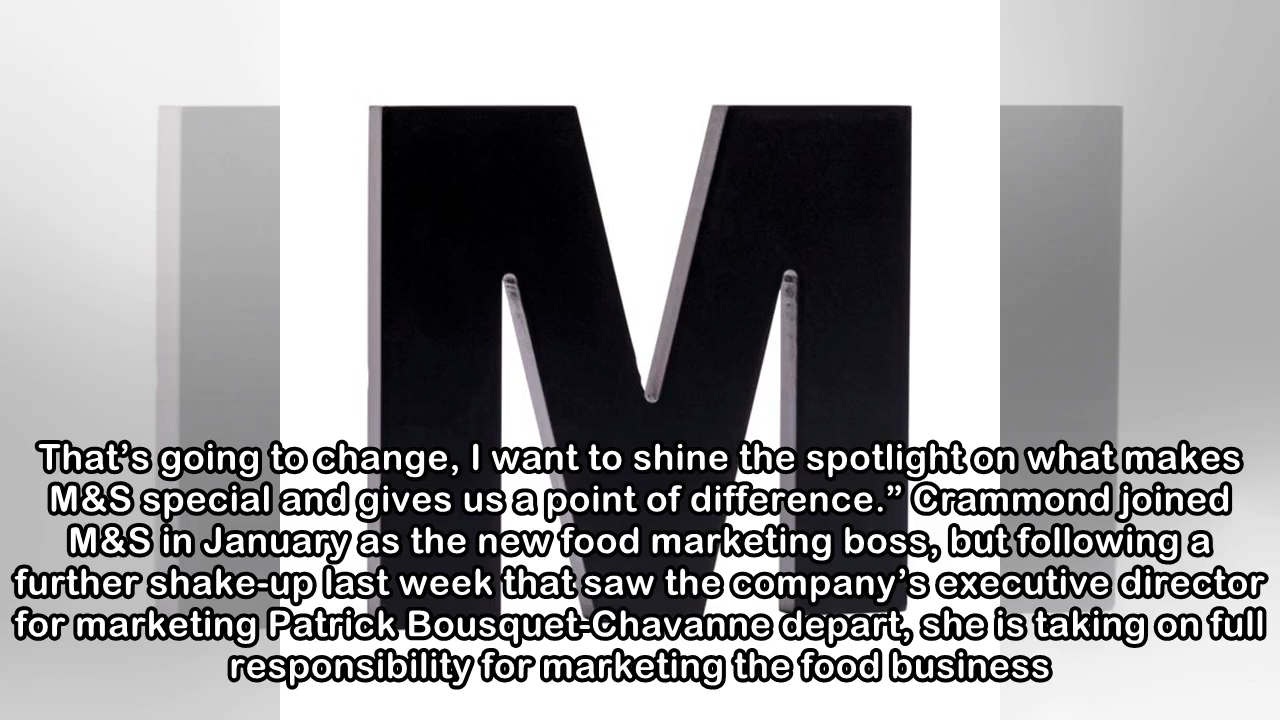 M
That’s going to change, I want to shine the spotlight on what makes
M&S special and gives us a point of difference.” Crammond joined
M&S in January as the new food marketing boss, but following a
further shake-up last week that saw the company’s executive director
for marketing Patrick Bousquet-Chavanne depart, she is taking on full
responsibility for marketing the food business